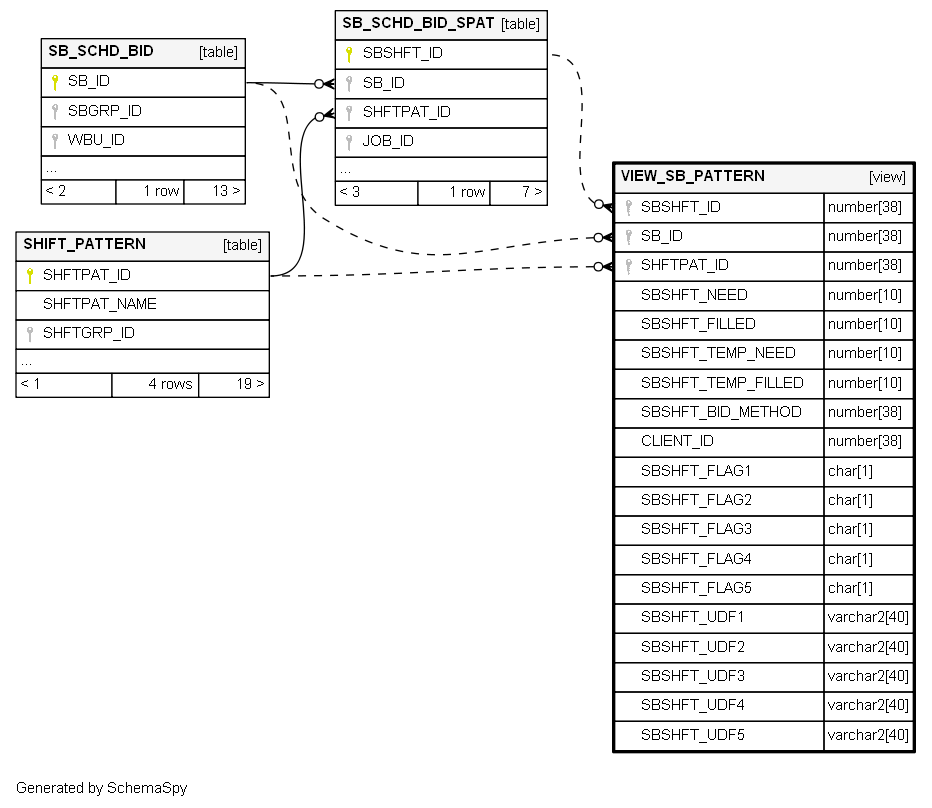 SB_SCHD_BID [table]
SB_ID
SBGRP_ID
WBU_ID
...
< 2 1 row 13 >
SB_SCHD_BID_SPAT [table]
SBSHFT_ID
SB_ID
SHFTPAT_ID
JOB_ID
...
< 3 1 row 7 >
SHIFT_PATTERN [table]
SHFTPAT_ID
SHFTPAT_NAME
SHFTGRP_ID
...
< 1 4 rows 19 >
VIEW_SB_PATTERN [view]
SBSHFT_ID number[38]
SB_ID number[38]
SHFTPAT_ID number[38]
SBSHFT_NEED number[10]
SBSHFT_FILLED number[10]
SBSHFT_TEMP_NEED number[10]
SBSHFT_TEMP_FILLED number[10]
SBSHFT_BID_METHOD number[38]
CLIENT_ID number[38]
SBSHFT_FLAG1 char[1]
SBSHFT_FLAG2 char[1]
SBSHFT_FLAG3 char[1]
SBSHFT_FLAG4 char[1]
SBSHFT_FLAG5 char[1]
SBSHFT_UDF1 varchar2[40]
SBSHFT_UDF2 varchar2[40]
SBSHFT_UDF3 varchar2[40]
SBSHFT_UDF4 varchar2[40]
SBSHFT_UDF5 varchar2[40]
Generated by SchemaSpy